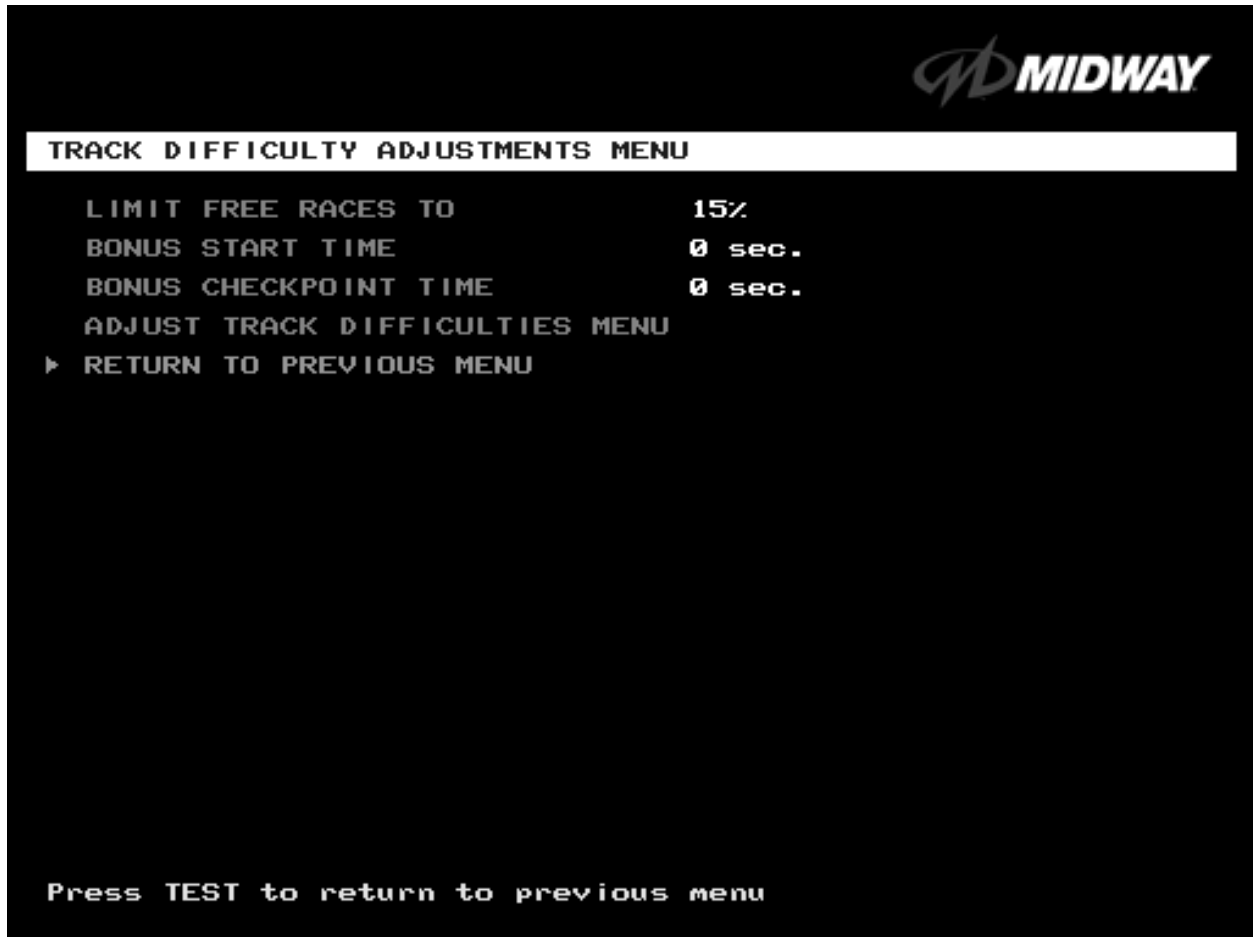 MIDWAY
TRACK DIFFICULTY ADJUSTMENTS MENU
LIMIT FREE RACES TO 15%
BONUS START TIME 0 sec.
BONUS CHECKPOINT TIME 0 sec.
ADJUST TRACK DIFFICULTIES MENU
RETURN TO PREVIOUS MENU
Press TEST to return to previous menu